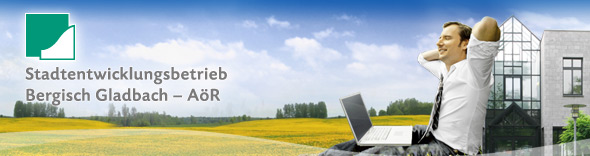 Stadtentwicklungsbetrieb
Bergisch Gladbach – AöR